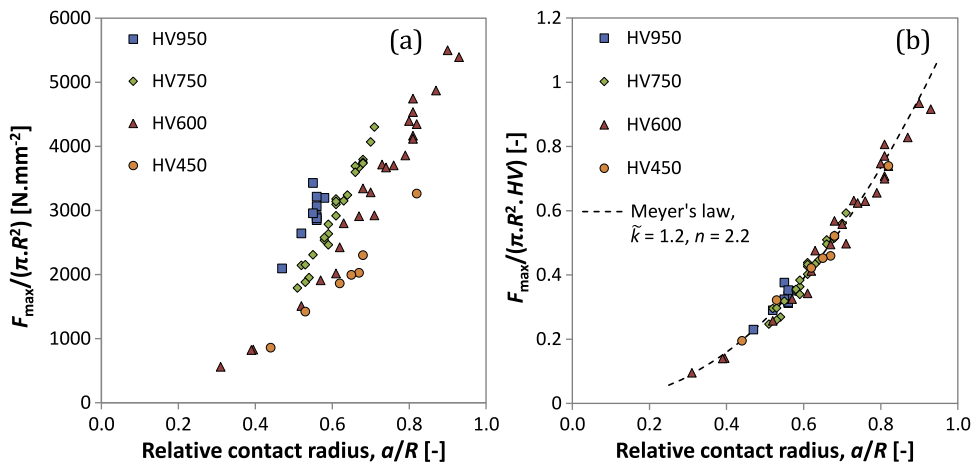 (a)
HV950
HV750
HV600
HV450
6000
5000
4000
3000
2000
1000
0
F_max/(π.R²) [N.mm⁻²]
0.0 0.2 0.4 0.6 0.8 1.0
Relative contact radius, a/R [-]
(b)
HV950
HV750
HV600
HV450
Meyer's law,
k̃ = 1.2, n = 2.2
1.2
1
0.8
0.6
0.4
0.2
0
F_max/(π.R².HV) [-]
0.0 0.2 0.4 0.6 0.8 1.0
Relative contact radius, a/R [-]